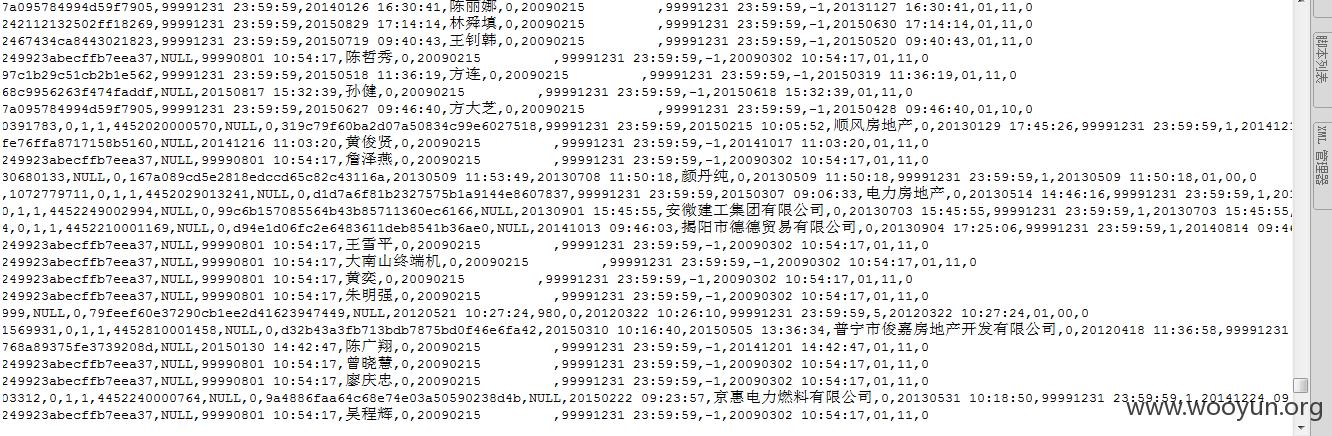 7a095784994d59f7905,99991231 23:59:59,20140126 16:30:41,陈丽娜,0,20090215 ,99991231 23:59:59,-1,20131127 16:30:41,01,11,0
2421213232502ff18269,99991231 23:59:59,20150829 17:14:14,林舜填,0,20090215 ,99991231 23:59:59,-1,20150630 17:14:14,01,11,0
2467434ca8443021823,99991231 23:59:59,20150719 09:40:43,王钊韩,0,20090215 ,99991231 23:59:59,-1,20150520 09:40:43,01,11,0
249923abecffb7eea37,NULL,99990801 10:54:17,陈哲秀,0,20090215 ,99991231 23:59:59,-1,20090302 10:54:17,01,11,0
97c1b29c51cb2b1e562,99991231 23:59:59,20150518 11:36:19,方连,0,20090215 ,99991231 23:59:59,-1,20150319 11:36:19,01,11,0
68c9956263f474faddf,NULL,20150817 15:32:39,孙健,0,20090215 ,99991231 23:59:59,-1,20150618 15:32:39,01,11,0
7a095784994d59f7905,99991231 23:59:59,20150627 09:46:40,方大芝,0,20090215 ,99991231 23:59:59,-1,20150428 09:46:40,01,10,0
0391783,0,1,1,4452020000570,NULL,0,319c79f60ba2d07a50834c99e6027518,99991231 23:59:59,20150215 10:05:52,顺风房地产,0,20130129 17:45:26,99991231 23:59:59,1,2014121
fe76ffa8717158b5160,NULL,20141216 11:03:20,黄俊贤,0,20090215 ,99991231 23:59:59,-1,20141017 11:03:20,01,11,0
249923abecffb7eea37,NULL,99990801 10:54:17,詹泽燕,0,20090215 ,99991231 23:59:59,-1,20090302 10:54:17,01,11,0
30680133,NULL,0,167a089cd5e2818edccd65c82c43116a,20130509 11:53:49,20130708 11:50:18,颜丹纯,0,20130509 11:50:18,99991231 23:59:59,1,20130509 11:50:18,01,00,0
,1072779711,0,1,1,4452029013241,NULL,0,d1d7a6f81b2327575b1a9144e8607837,99991231 23:59:59,20150307 09:06:33,电力房地产,0,20130514 14:46:16,99991231 23:59:59,1,201
,0,1,1,4452249002994,NULL,0,99c6b157085564b43b85711360ec6166,NULL,20130901 15:45:55,安徽建工集团有限公司,0,20130703 15:45:55,99991231 23:59:59,1,20130703 15:45:55,
4,0,1,1,4452210001169,NULL,0,d94e1d06fc2e6483611deb8541b36ae0,NULL,20141013 09:46:03,揭阳市德德贸易有限公司,0,20130904 17:25:06,99991231 23:59:59,1,20140814 09:46
249923abecffb7eea37,NULL,99990801 10:54:17,王雪平,0,20090215 ,99991231 23:59:59,-1,20090302 10:54:17,01,11,0
249923abecffb7eea37,NULL,99990801 10:54:17,大南山终端机,0,20090215 ,99991231 23:59:59,-1,20090302 10:54:17,01,11,0
249923abecffb7eea37,NULL,99990801 10:54:17,黄奕,0,20090215 ,99991231 23:59:59,-1,20090302 10:54:17,01,11,0
249923abecffb7eea37,NULL,99990801 10:54:17,朱明强,0,20090215 ,99991231 23:59:59,-1,20090302 10:54:17,01,11,0
999,NULL,0,79feef60e37290cb1ee2d41623947449,NULL,20120521 10:27:24,980,0,20120322 10:26:10,99991231 23:59:59,5,20120322 10:27:24,01,00,0
1569931,0,1,1,4452810001458,NULL,0,d32b43a3fb713bdb7875bd0f46e6fa42,20150310 10:16:40,20150505 13:36:34,普宁市俊嘉房地产开发有限公司,0,20120418 11:36:58,99991231
768a89375fe3739208d,NULL,20150130 14:42:47,陈广翔,0,20090215 ,99991231 23:59:59,-1,20141201 14:42:47,01,11,0
249923abecffb7eea37,NULL,99990801 10:54:17,曾晓慧,0,20090215 ,99991231 23:59:59,-1,20090302 10:54:17,01,11,0
249923abecffb7eea37,NULL,99990801 10:54:17,廖庆忠,0,20090215 ,99991231 23:59:59,-1,20090302 10:54:17,01,11,0
03312,0,1,1,4452240000764,NULL,0,9a4886faa64c68e74e03a50590238d4b,NULL,20150222 09:23:57,京惠电力燃料有限公司,0,20130531 10:18:50,99991231 23:59:59,1,20141224 09
249923abecffb7eea37,NULL,99990801 10:54:17,吴程辉,0,20090215 ,99991231 23:59:59,-1,20090302 10:54:17,01,11,0
脚本列表
XML 管理器
www.wooyun.org